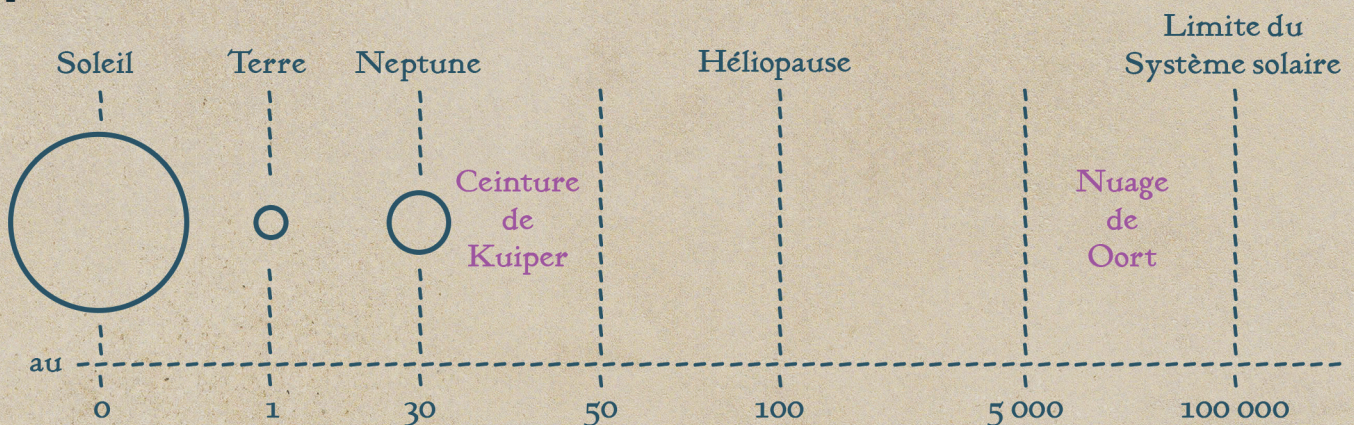 Soleil
Terre
Neptune
Héliopause
Limite du
Système solaire
Ceinture
de
Kuiper
Nuage
de
Oort
au
0
1
30
50
100
5 000
100 000